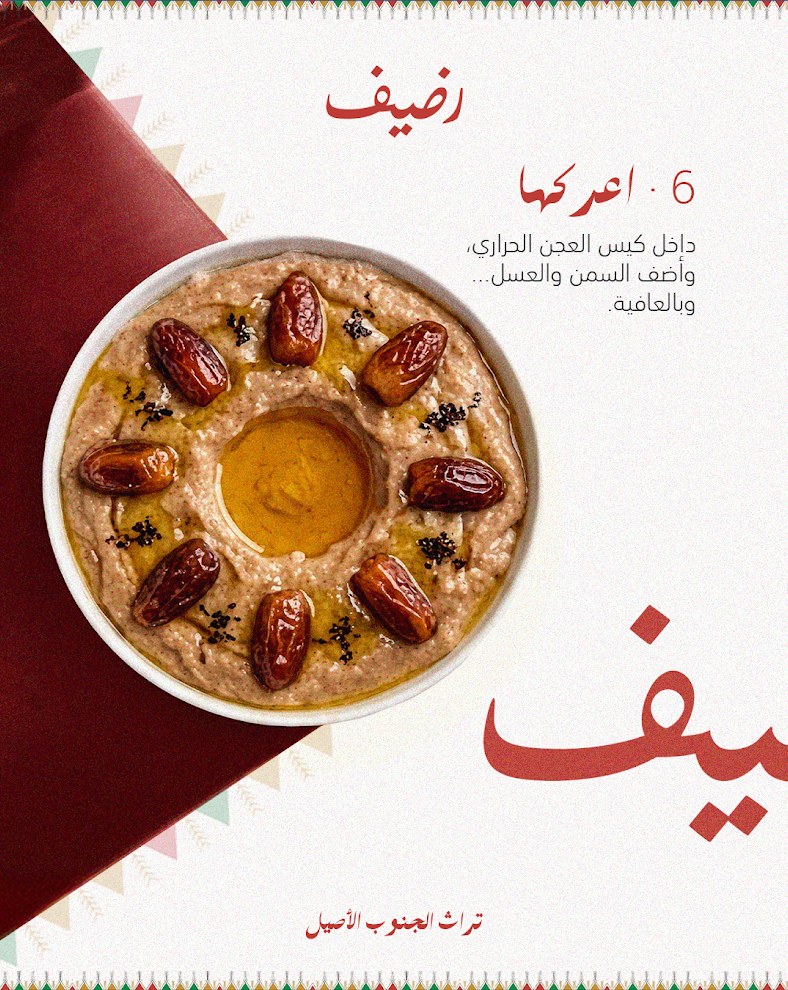 رضيف
6 . اعركها
داخل كيس العجن الحراري،
وأضف السمن والعسل...
وبالعافية.
يف
تراث الجنوب الأصيل